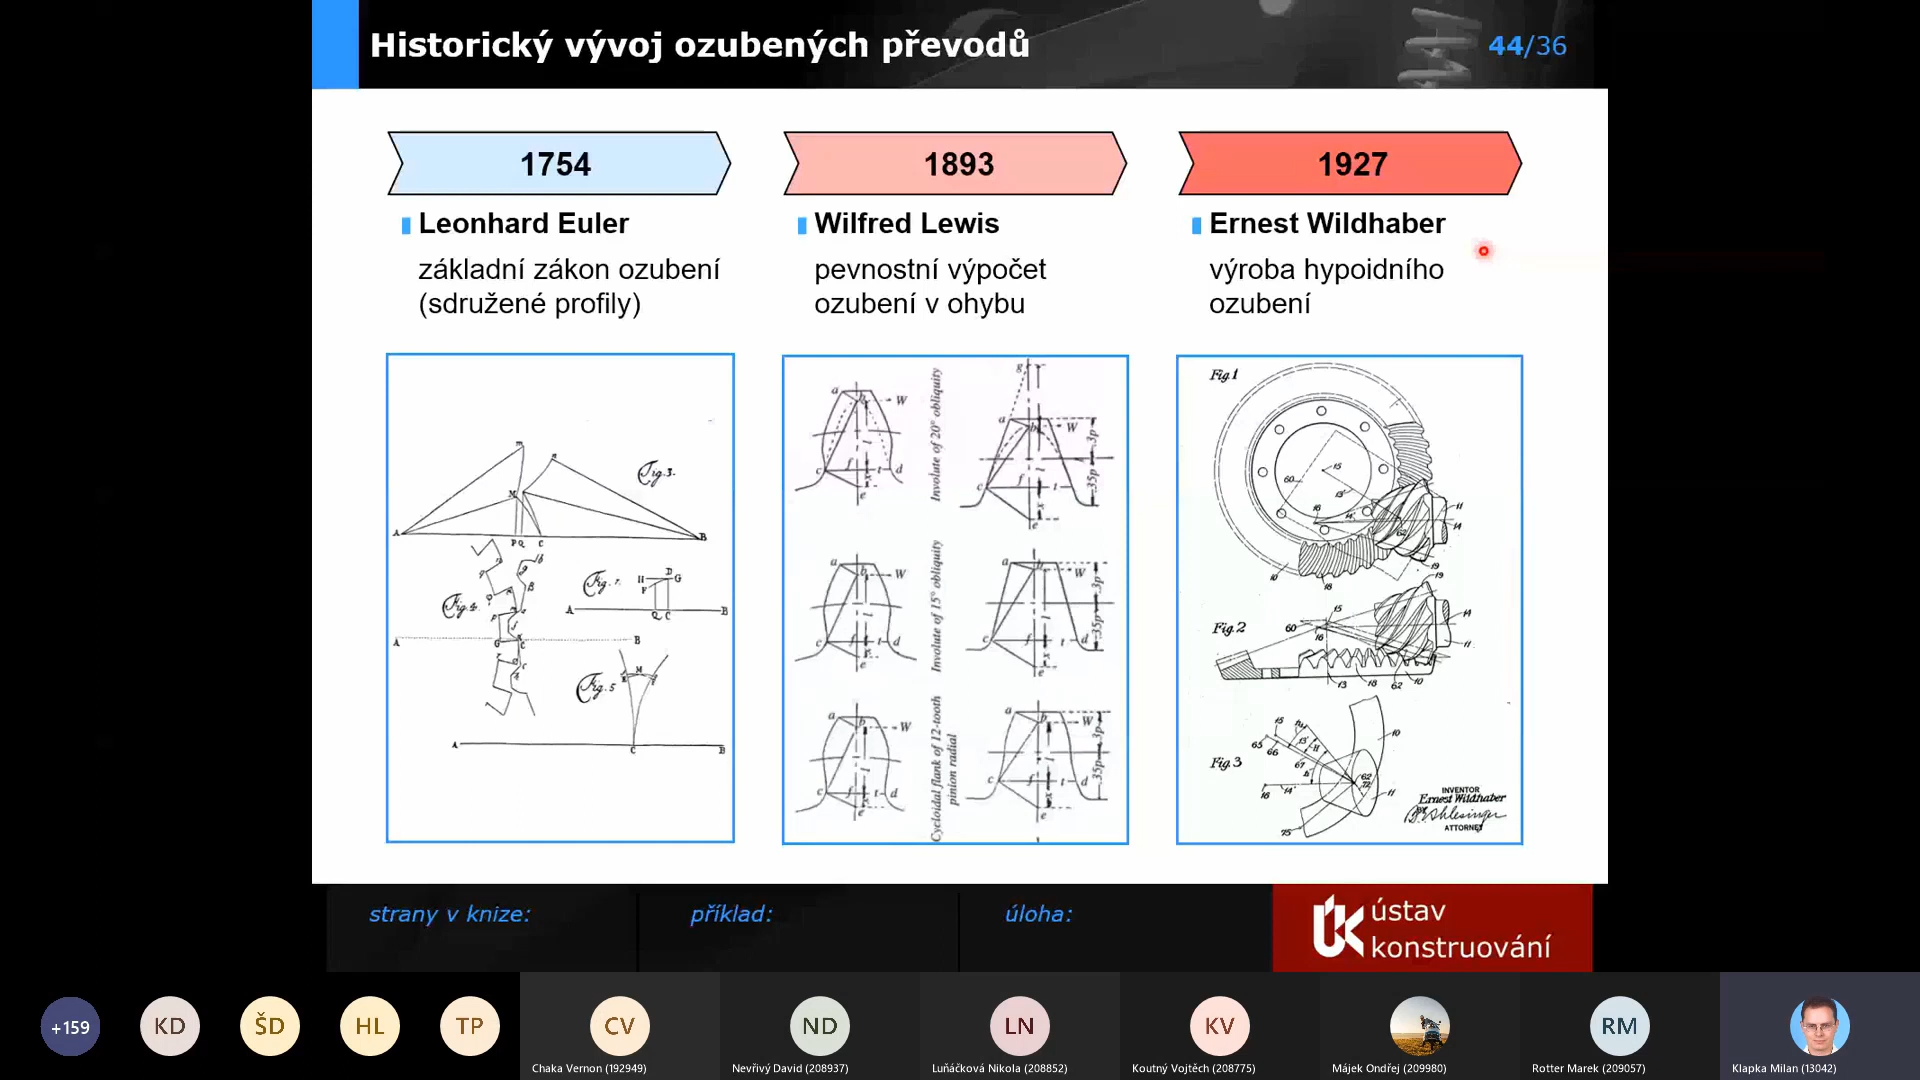 Historický vývoj ozubených převodů
44/36
1754
Leonhard Euler
základní zákon ozubení
(sdružené profily)
1893
Wilfred Lewis
pevnostní výpočet
ozubení v ohybu
1927
Ernest Wildhaber
výroba hypoidního
ozubení
Fig. 3.
Fig. 4.
Fig. 5
Involute of 20° obliquity
Involute of 15° obliquity
Cycloidal flank of 12-tooth
pinion radial
Fig.1
Fig.2
Fig.3
INVENTOR
Ernest Wildhaber
ATTORNEY
strany v knize:
příklad:
úloha:
ústav
konstruování
+159
KD
ŠD
HL
TP
CV
ND
LN
KV
RM
Chaka Vernon (192949)
Nevřivý David (208937)
Luňáčková Nikola (208852)
Koutný Vojtěch (208775)
Májek Ondřej (209980)
Rotter Marek (209057)
Klapka Milan (13042)